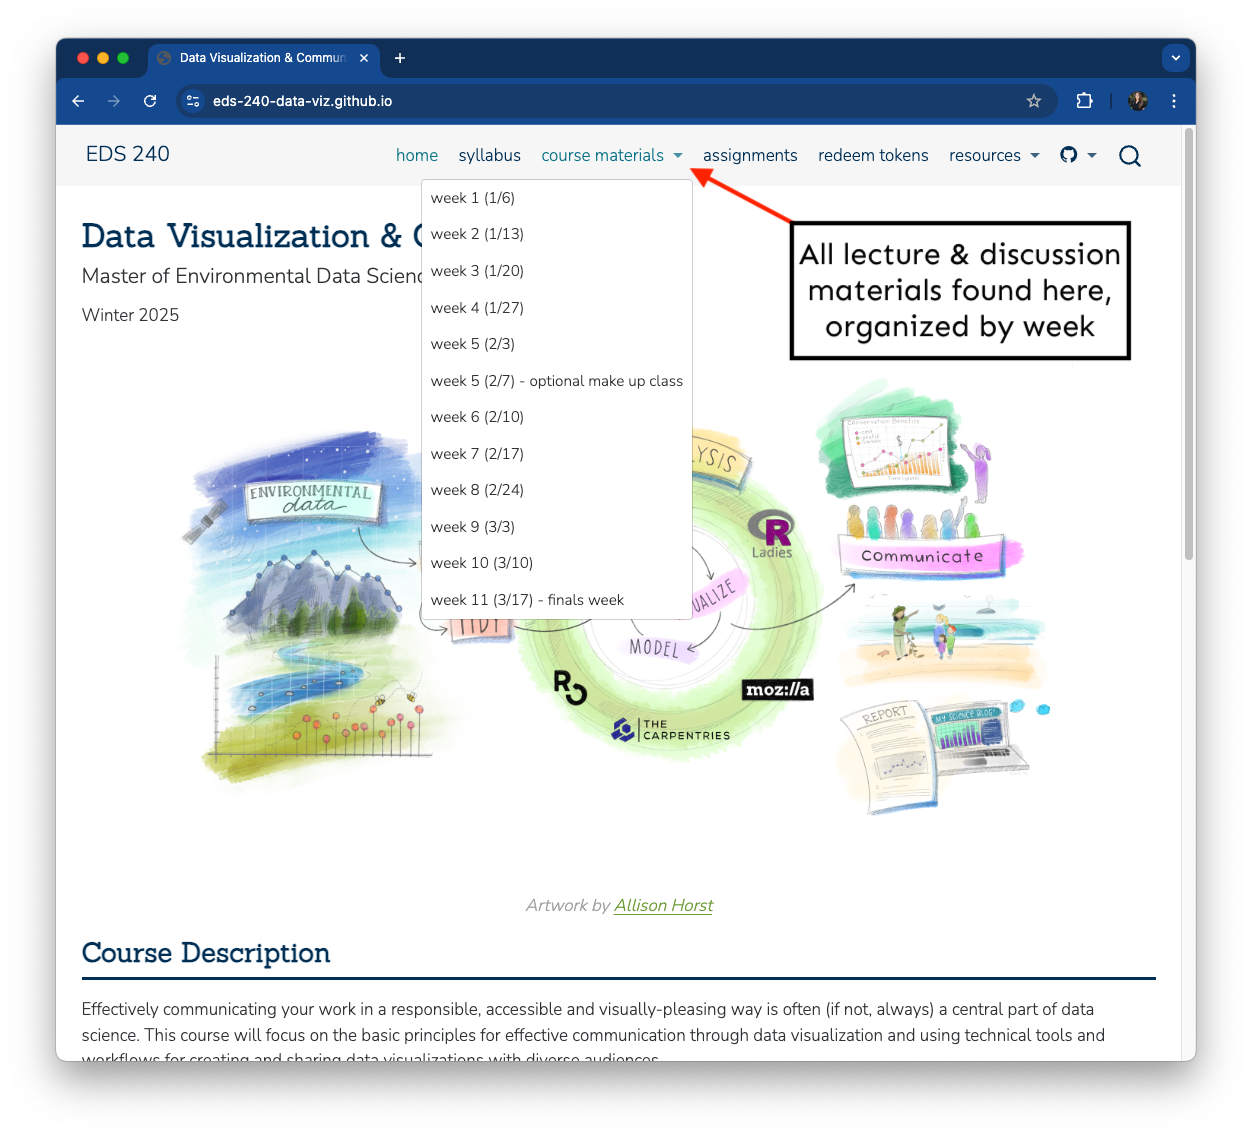 Data Visualization & Commun
eds-240-data-viz.github.io
EDS 240
home syllabus course materials assignments redeem tokens resources
week 1 (1/6)
week 2 (1/13)
week 3 (1/20)
week 4 (1/27)
week 5 (2/3)
week 5 (2/7) - optional make up class
week 6 (2/10)
week 7 (2/17)
week 8 (2/24)
week 9 (3/3)
week 10 (3/10)
week 11 (3/17) - finals week
All lecture & discussion
materials found here,
organized by week
Data Visualization &
Master of Environmental Data Scienc
Winter 2025
ENVIRONMENTAL
data
TIDY
LYSIS
R
Ladies
UALIZE
MODEL
R
THE
CARPENTRIES
moz://a
Conservation Benefits
Communicate
REPORT
MY SCIENCE BLOG!
Artwork by Allison Horst
Course Description
Effectively communicating your work in a responsible, accessible and visually-pleasing way is often (if not, always) a central part of data
science. This course will focus on the basic principles for effective communication through data visualization and using technical tools and
workflows for creating and sharing data visualizations with diverse audiences.